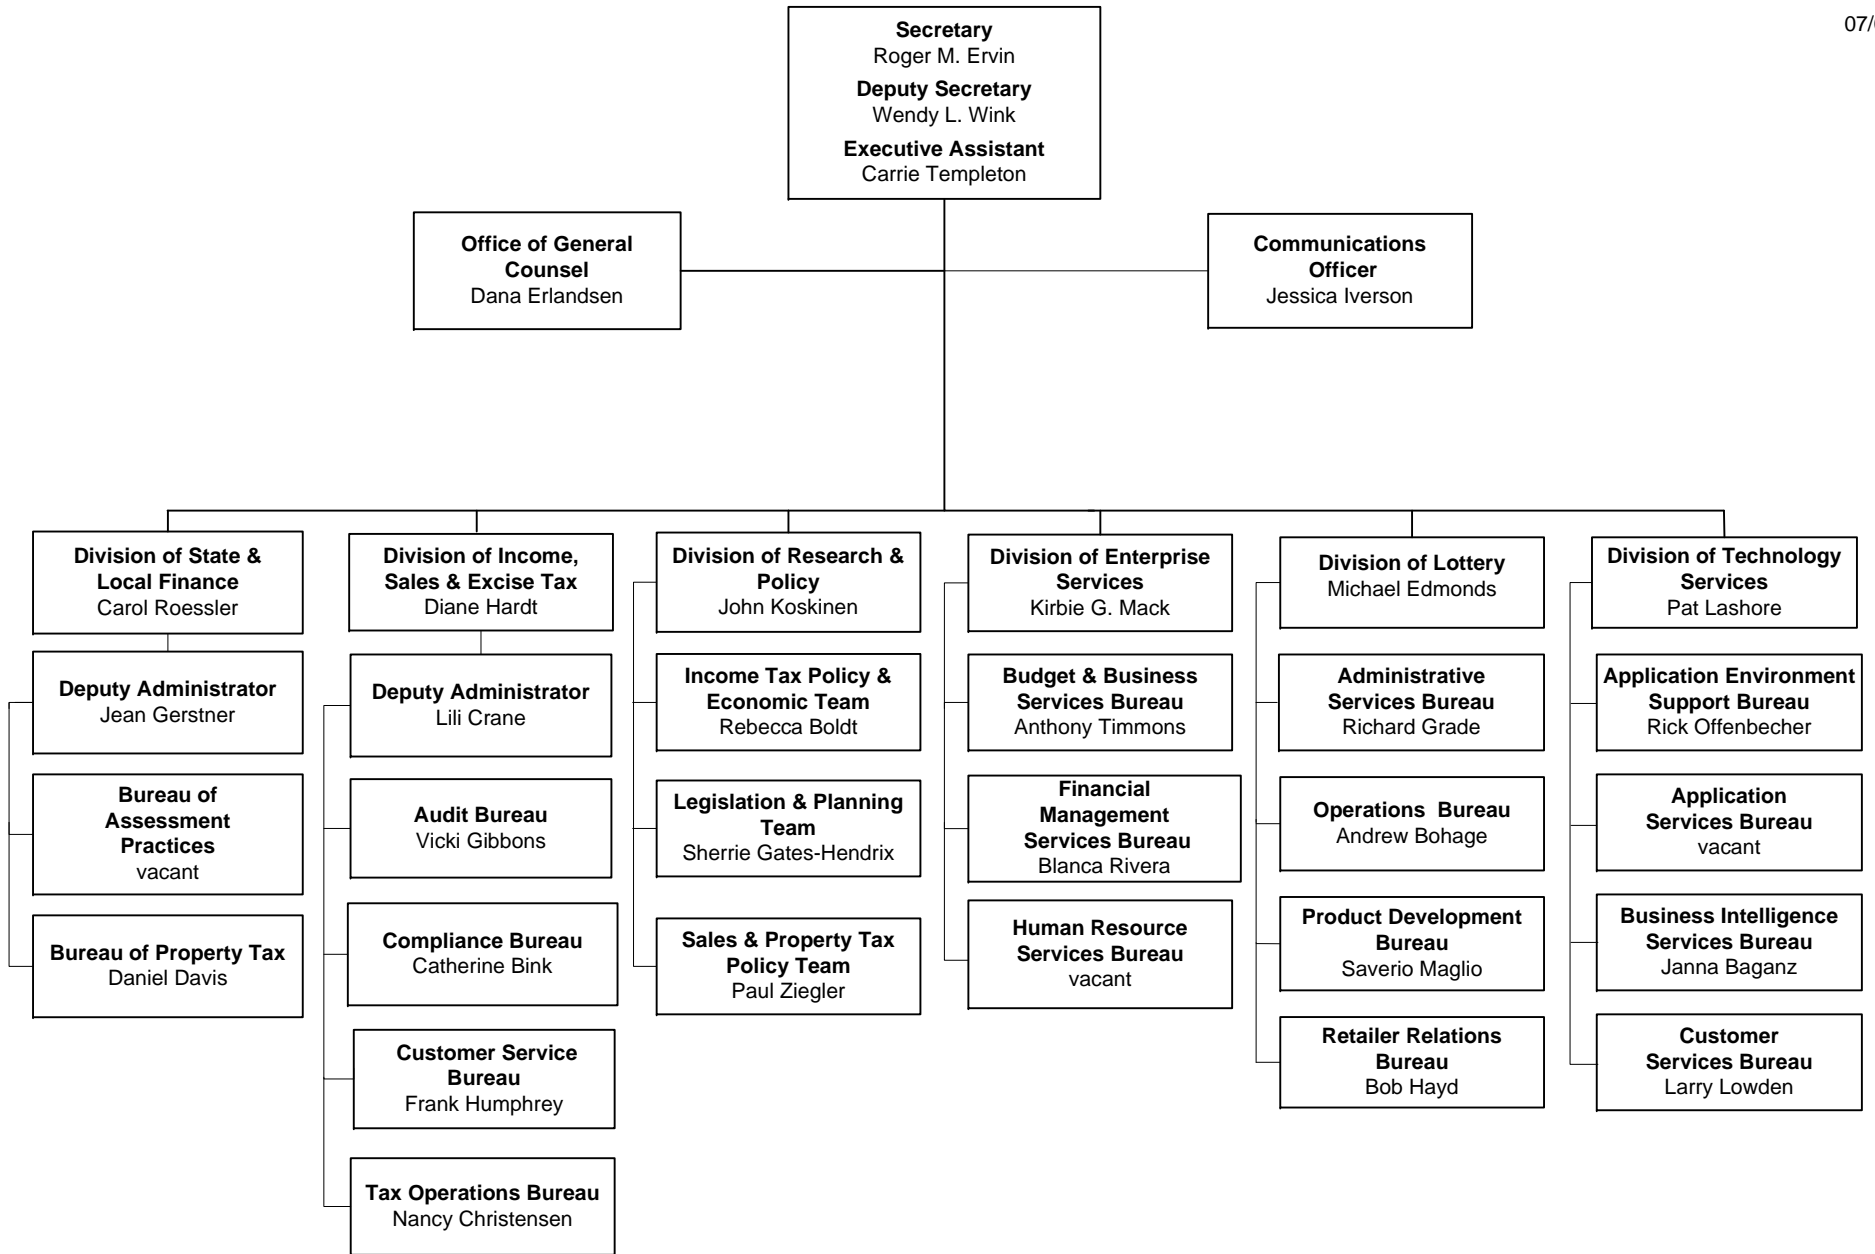 07/
Secretary
Roger M. Ervin
Deputy Secretary
Wendy L. Wink
Executive Assistant
Carrie Templeton
Office of General
Counsel
Dana Erlandsen
Communications
Officer
Jessica Iverson
Division of State &
Local Finance
Carol Roessler
Deputy Administrator
Jean Gerstner
Bureau of
Assessment
Practices
vacant
Bureau of Property Tax
Daniel Davis
Division of Income,
Sales & Excise Tax
Diane Hardt
Deputy Administrator
Lili Crane
Audit Bureau
Vicki Gibbons
Compliance Bureau
Catherine Bink
Customer Service
Bureau
Frank Humphrey
Tax Operations Bureau
Nancy Christensen
Division of Research &
Policy
John Koskinen
Income Tax Policy &
Economic Team
Rebecca Boldt
Legislation & Planning
Team
Sherrie Gates-Hendrix
Sales & Property Tax
Policy Team
Paul Ziegler
Division of Enterprise
Services
Kirbie G. Mack
Budget & Business
Services Bureau
Anthony Timmons
Financial
Management
Services Bureau
Blanca Rivera
Human Resource
Services Bureau
vacant
Division of Lottery
Michael Edmonds
Administrative
Services Bureau
Richard Grade
Operations Bureau
Andrew Bohage
Product Development
Bureau
Saverio Maglio
Retailer Relations
Bureau
Bob Hayd
Division of Technology
Services
Pat Lashore
Application Environment
Support Bureau
Rick Offenbecher
Application
Services Bureau
vacant
Business Intelligence
Services Bureau
Janna Baganz
Customer
Services Bureau
Larry Lowden